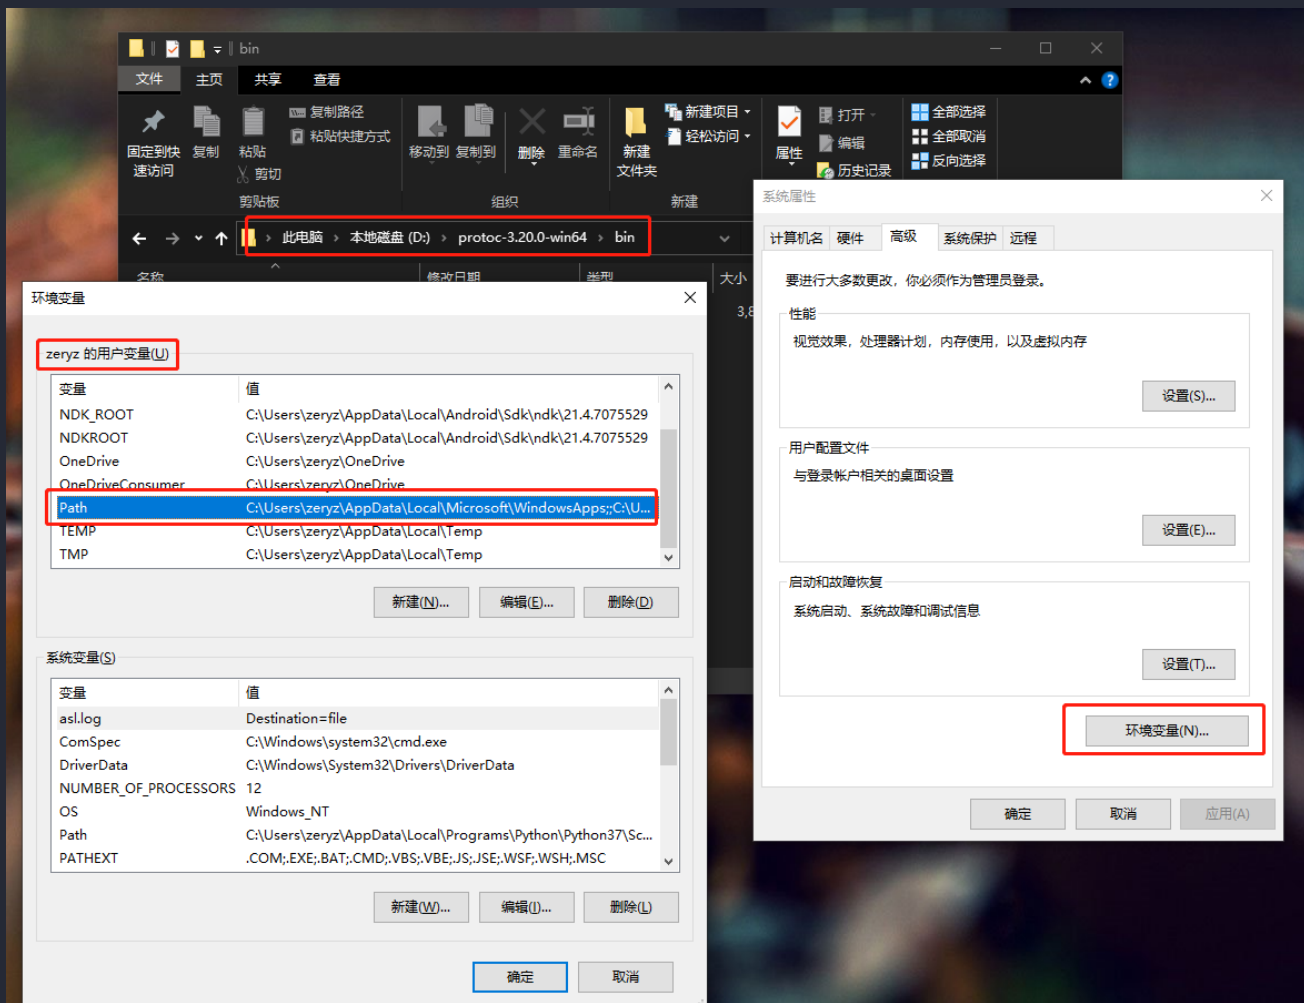 bin
文件 主页 共享 查看
固定到快速访问
复制
粘贴
复制路径
粘贴快捷方式
剪切
剪贴板
移动到
复制到
删除
重命名
组织
新建文件夹
新建项目
轻松访问
新建
属性
打开
编辑
历史记录
全部选择
全部取消
反向选择
此电脑 › 本地磁盘 (D:) › protoc-3.20.0-win64 › bin
名称 修改日期 类型 大小
环境变量
zeryz 的用户变量(U)
变量 值
NDK_ROOT C:\Users\zeryz\AppData\Local\Android\Sdk\ndk\21.4.7075529
NDKROOT C:\Users\zeryz\AppData\Local\Android\Sdk\ndk\21.4.7075529
OneDrive C:\Users\zeryz\OneDrive
OneDriveConsumer C:\Users\zeryz\OneDrive
Path C:\Users\zeryz\AppData\Local\Microsoft\WindowsApps;;C:\U...
TEMP C:\Users\zeryz\AppData\Local\Temp
TMP C:\Users\zeryz\AppData\Local\Temp
新建(N)... 编辑(E)... 删除(D)
系统变量(S)
变量 值
asl.log Destination=file
ComSpec C:\Windows\system32\cmd.exe
DriverData C:\Windows\System32\Drivers\DriverData
NUMBER_OF_PROCESSORS 12
OS Windows_NT
Path C:\Users\zeryz\AppData\Local\Programs\Python\Python37\Sc...
PATHEXT .COM;.EXE;.BAT;.CMD;.VBS;.VBE;.JS;.JSE;.WSF;.WSH;.MSC
新建(W)... 编辑(I)... 删除(L)
确定 取消
系统属性
计算机名 硬件 高级 系统保护 远程
要进行大多数更改，你必须作为管理员登录。
性能
视觉效果，处理器计划，内存使用，以及虚拟内存
设置(S)...
用户配置文件
与登录帐户相关的桌面设置
设置(E)...
启动和故障恢复
系统启动、系统故障和调试信息
设置(T)...
环境变量(N)...
确定 取消 应用(A)